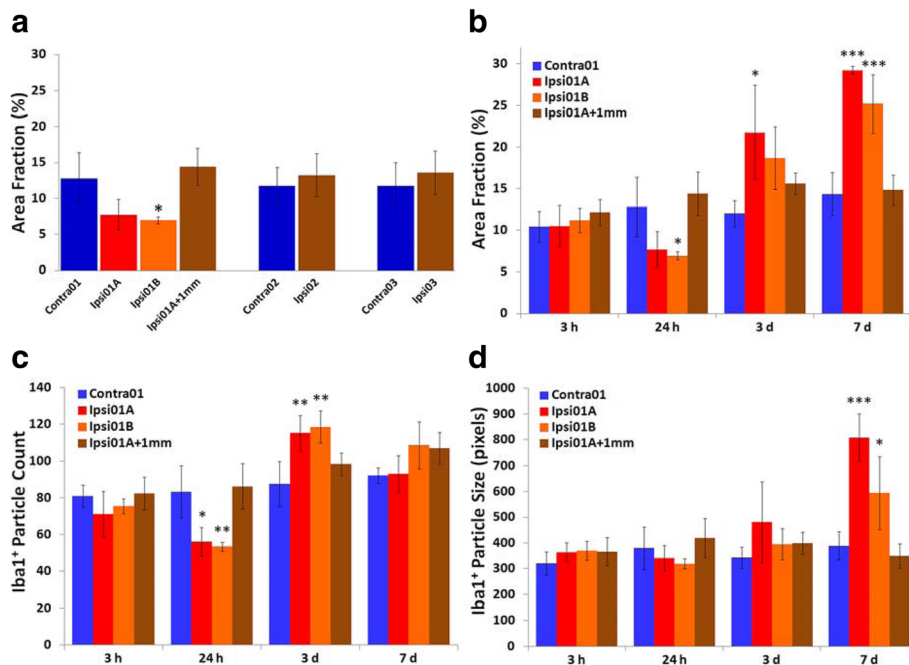 a
30
25
20
15
10
5
0
Area Fraction (%)
*
Contra01
Ipsi01A
Ipsi01B
Ipsi01A+1mm
Contra02
Ipsi02
Contra03
Ipsi03
b
30
25
20
15
10
5
0
Area Fraction (%)
Contra01
Ipsi01A
Ipsi01B
Ipsi01A+1mm
*
*
***
***
3 h
24 h
3 d
7 d
c
140
120
100
80
60
40
20
0
Iba1⁺ Particle Count
Contra01
Ipsi01A
Ipsi01B
Ipsi01A+1mm
*
**
**
**
3 h
24 h
3 d
7 d
d
1000
900
800
700
600
500
400
300
200
100
0
Iba1⁺ Particle Size (pixels)
Contra01
Ipsi01A
Ipsi01B
Ipsi01A+1mm
***
*
3 h
24 h
3 d
7 d